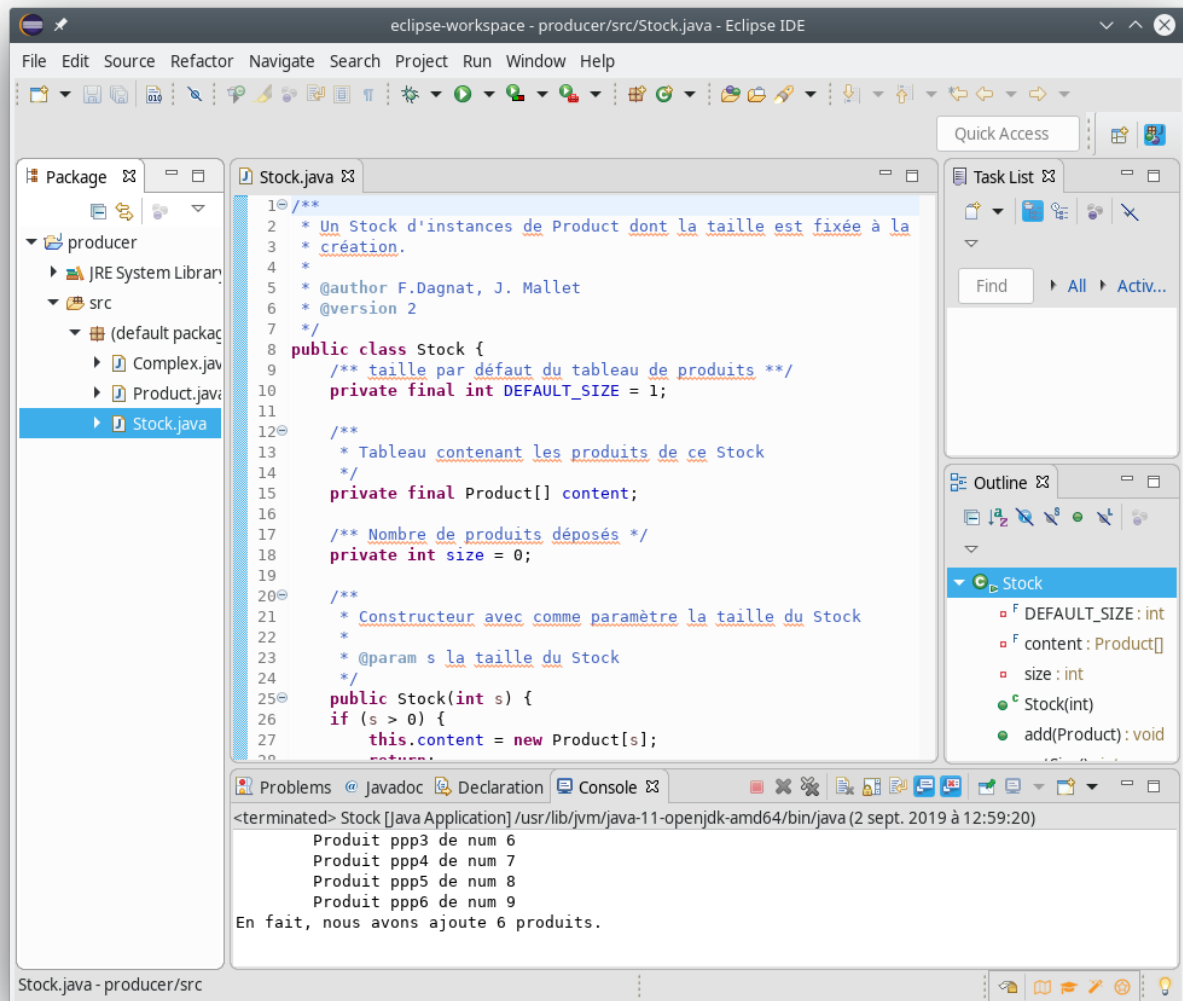 eclipse-workspace - producer/src/Stock.java - Eclipse IDE
File Edit Source Refactor Navigate Search Project Run Window Help
Quick Access
Package
producer
JRE System Librar
src
(default packag
Complex.jav
Product.java
Stock.java
Stock.java
1 /**
2 * Un Stock d'instances de Product dont la taille est fixée à la
3 * création.
4 *
5 * @author F.Dagnat, J. Mallet
6 * @version 2
7 */
8 public class Stock {
9 /** taille par défaut du tableau de produits **/
10 private final int DEFAULT_SIZE = 1;
11
12 /**
13 * Tableau contenant les produits de ce Stock
14 */
15 private final Product[] content;
16
17 /** Nombre de produits déposés */
18 private int size = 0;
19
20 /**
21 * Constructeur avec comme paramètre la taille du Stock
22 *
23 * @param s la taille du Stock
24 */
25 public Stock(int s) {
26 if (s > 0) {
27 this.content = new Product[s];
28 return;
Task List
Find All Activ...
Outline
Stock
DEFAULT_SIZE : int
content : Product[]
size : int
Stock(int)
add(Product) : void
Problems Javadoc Declaration Console
<terminated> Stock [Java Application] /usr/lib/jvm/java-11-openjdk-amd64/bin/java (2 sept. 2019 à 12:59:20)
Produit ppp3 de num 6
Produit ppp4 de num 7
Produit ppp5 de num 8
Produit ppp6 de num 9
En fait, nous avons ajoute 6 produits.
Stock.java - producer/src